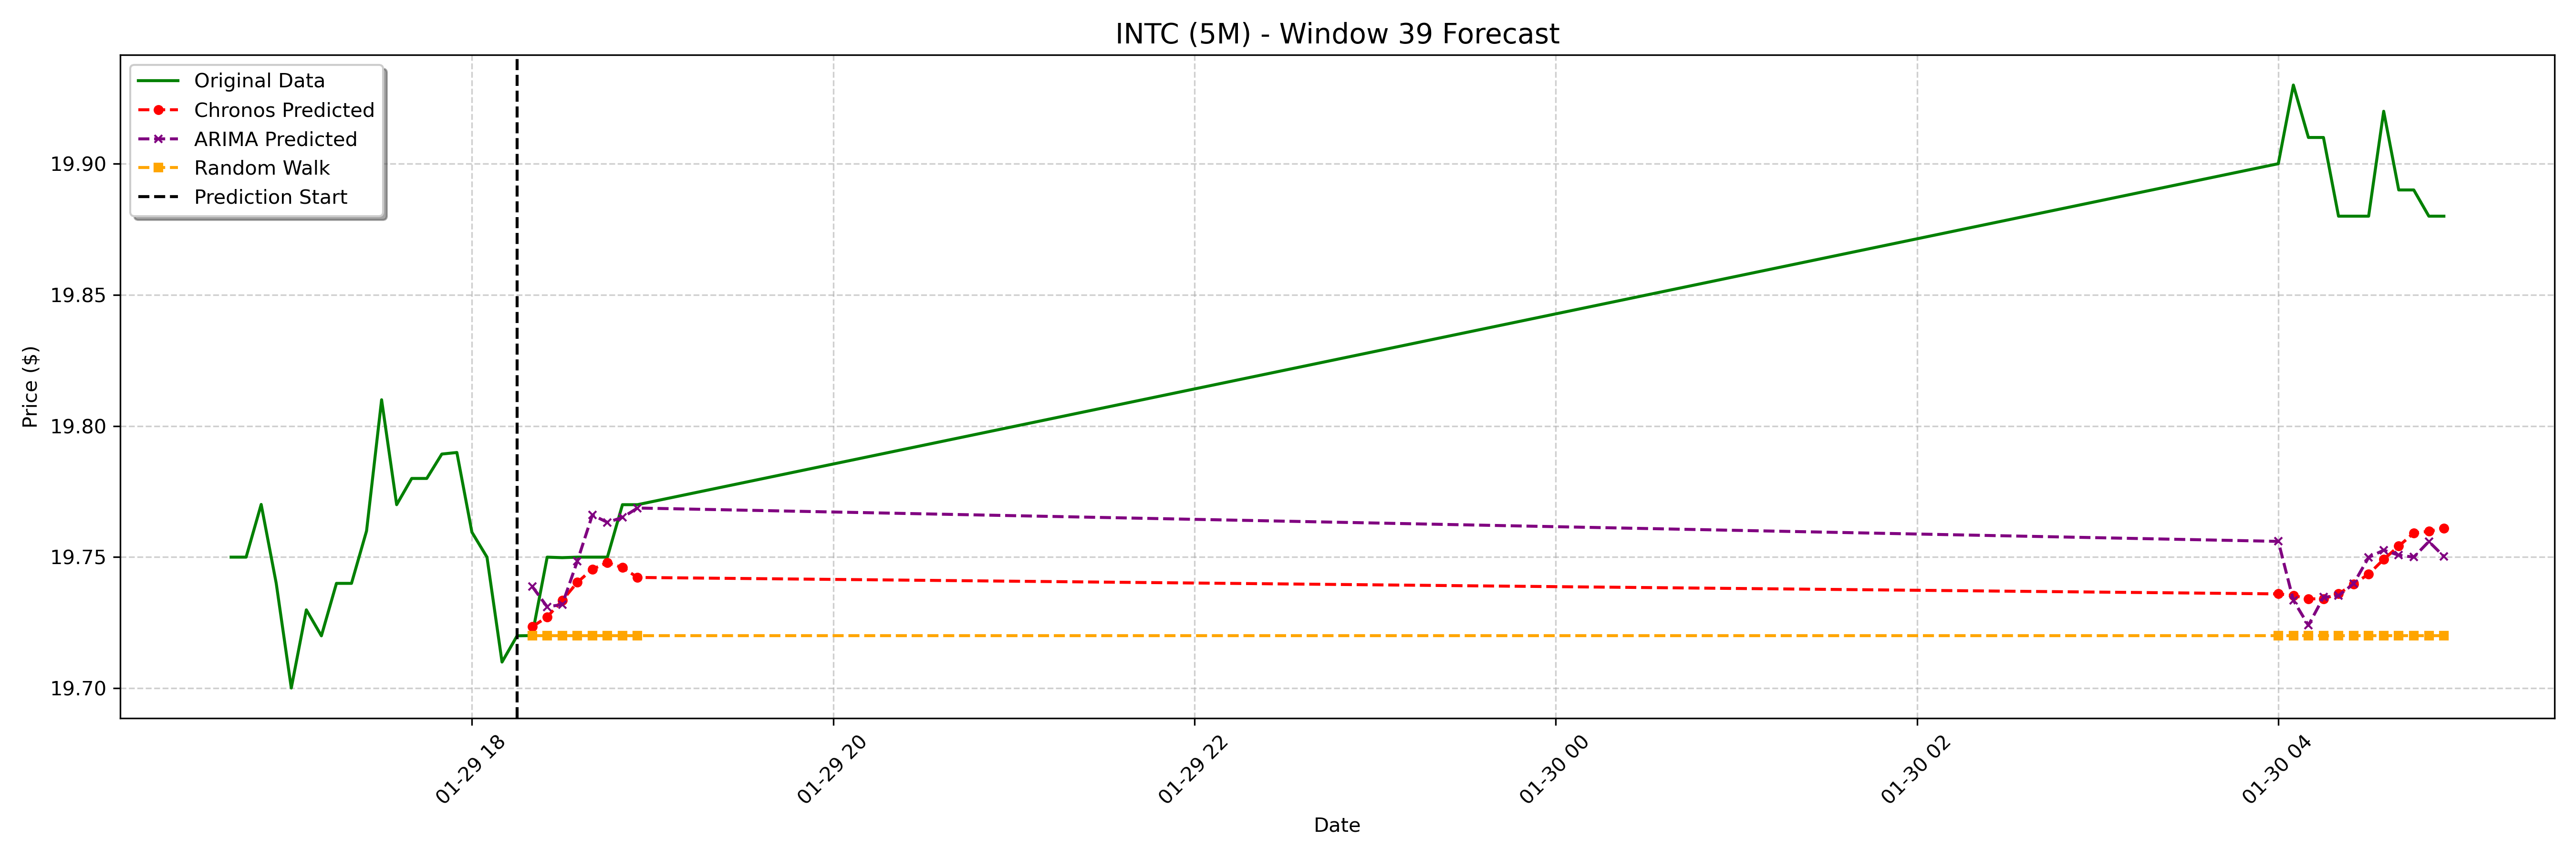 INTC (5M) - Window 39 Forecast
Original Data
Chronos Predicted
ARIMA Predicted
Random Walk
Prediction Start
Price ($)
19.90
19.85
19.80
19.75
19.70
01-29 18
01-29 20
01-29 22
01-30 00
01-30 02
01-30 04
Date